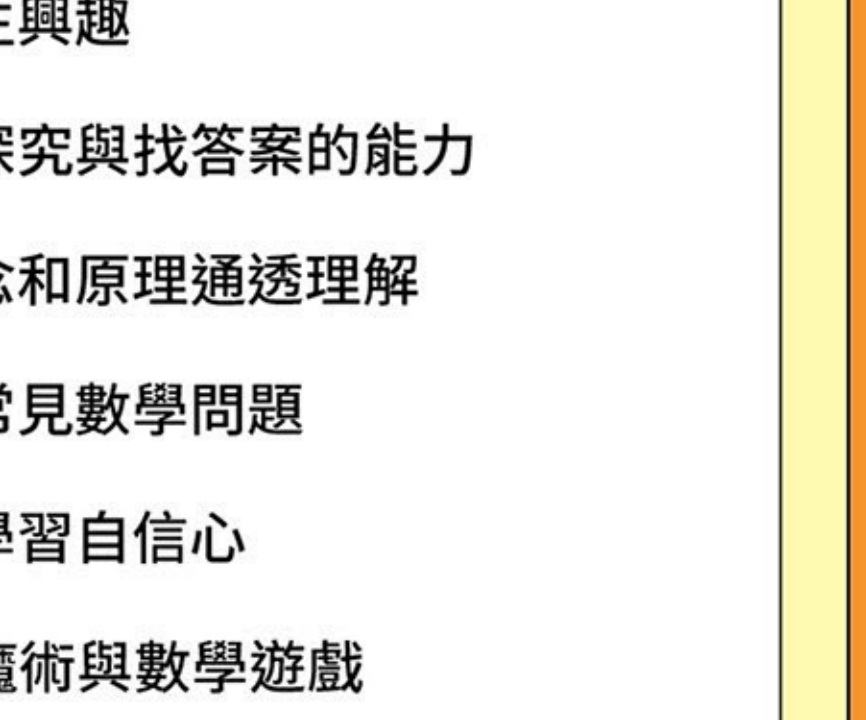 興趣
究與找答案的能力
和原理通透理解
見數學問題
習自信心
術與數學遊戲